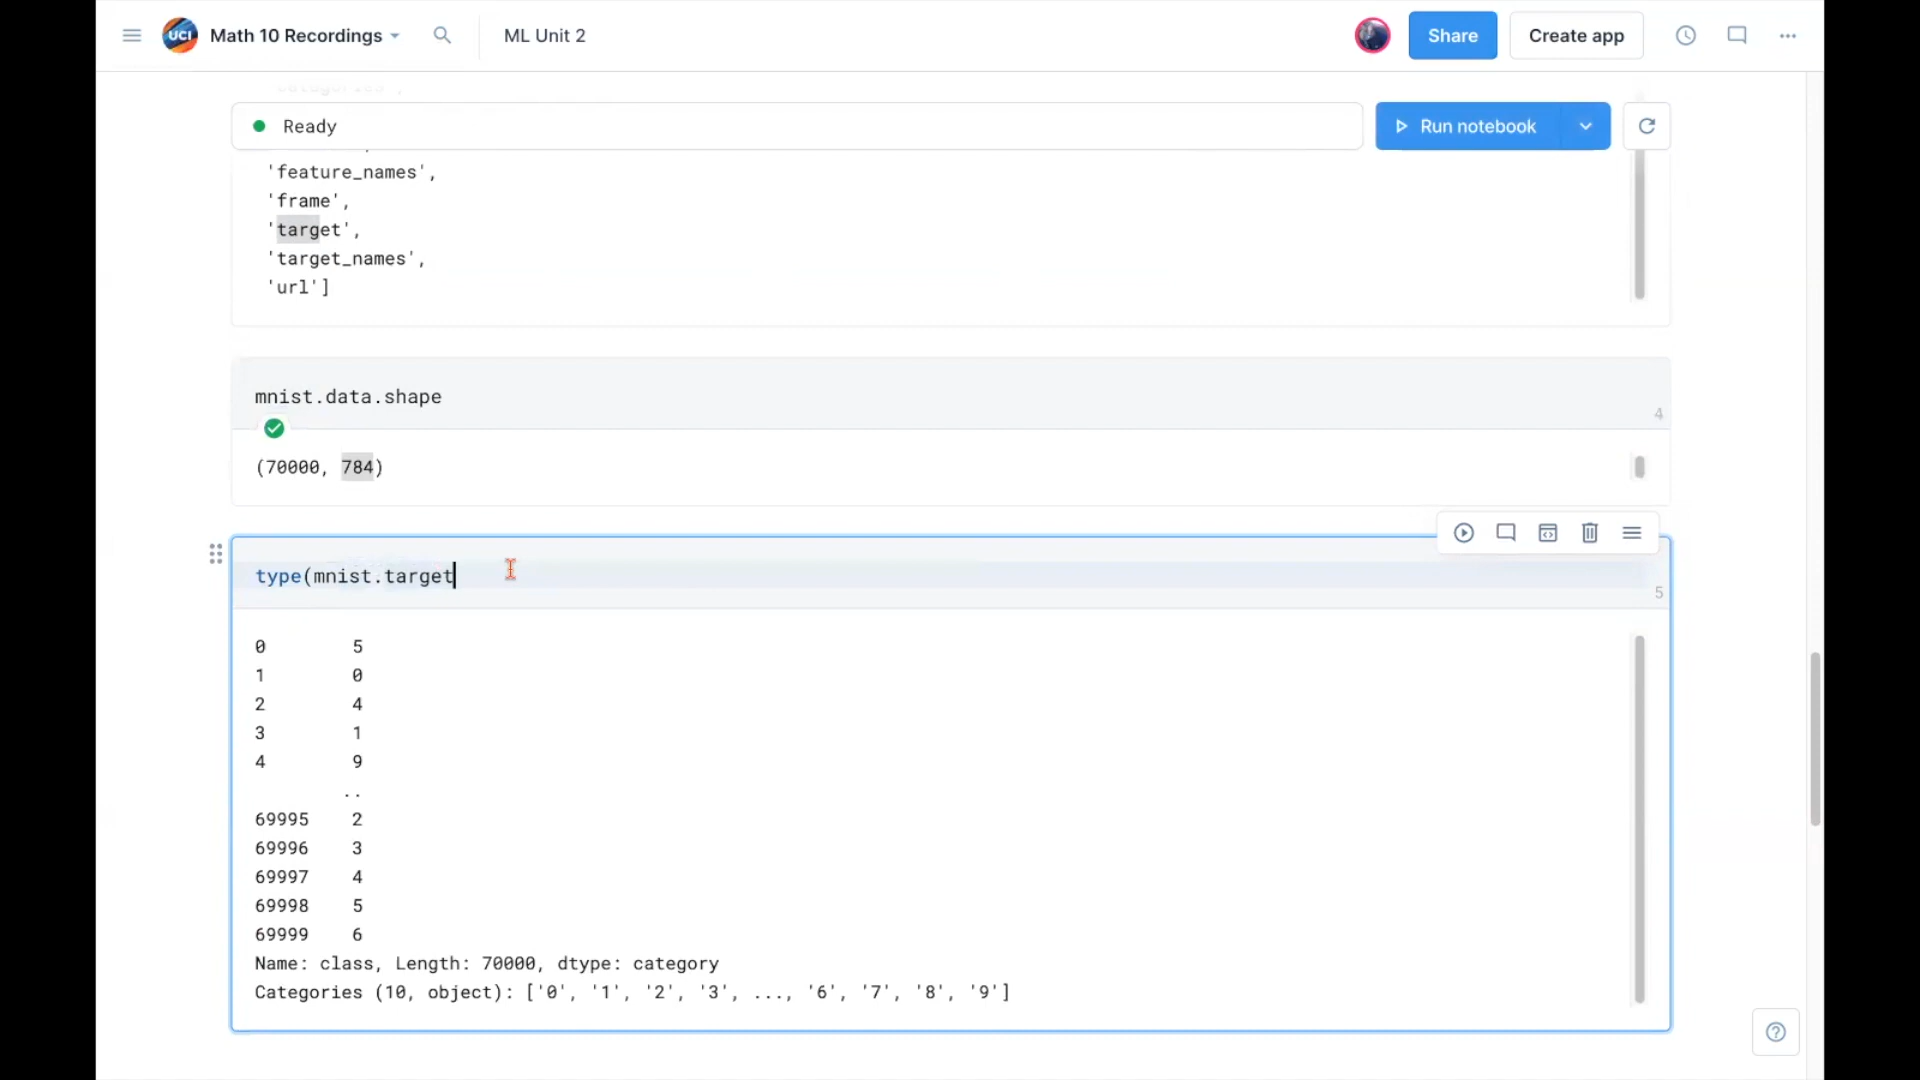 UCI
Math 10 Recordings
ML Unit 2
Share
Create app
Ready
Run notebook
'feature_names',
'frame',
'target',
'target_names',
'url']
mnist.data.shape
4
(70000, 784)
type(mnist.target
5
0 5
1 0
2 4
3 1
4 9
..
69995 2
69996 3
69997 4
69998 5
69999 6
Name: class, Length: 70000, dtype: category
Categories (10, object): ['0', '1', '2', '3', ..., '6', '7', '8', '9']